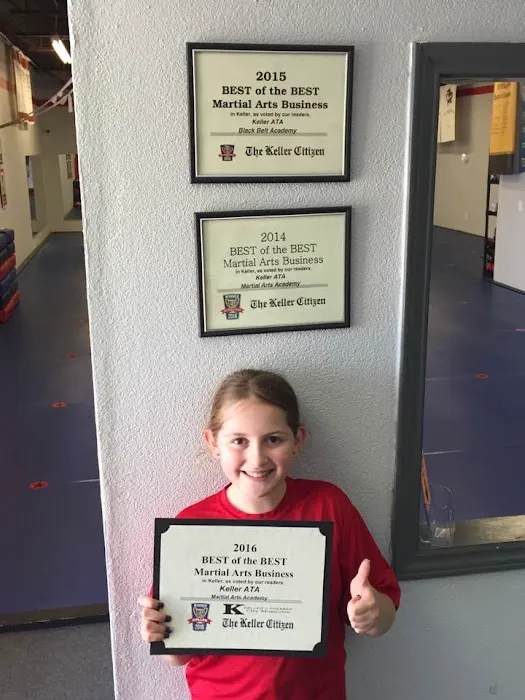 2015
BEST of the BEST
Martial Arts Business
in Keller, as voted by our readers.
Keller ATA
Black Belt Academy
The Keller Citizen
2014
BEST of the BEST
Martial Arts Business
in Keller, as voted by our readers.
Keller ATA
Martial Arts Academy
The Keller Citizen
2016
BEST of the BEST
Martial Arts Business
in Keller, as voted by our readers.
Keller ATA
Martial Arts Academy
K
The Keller Citizen